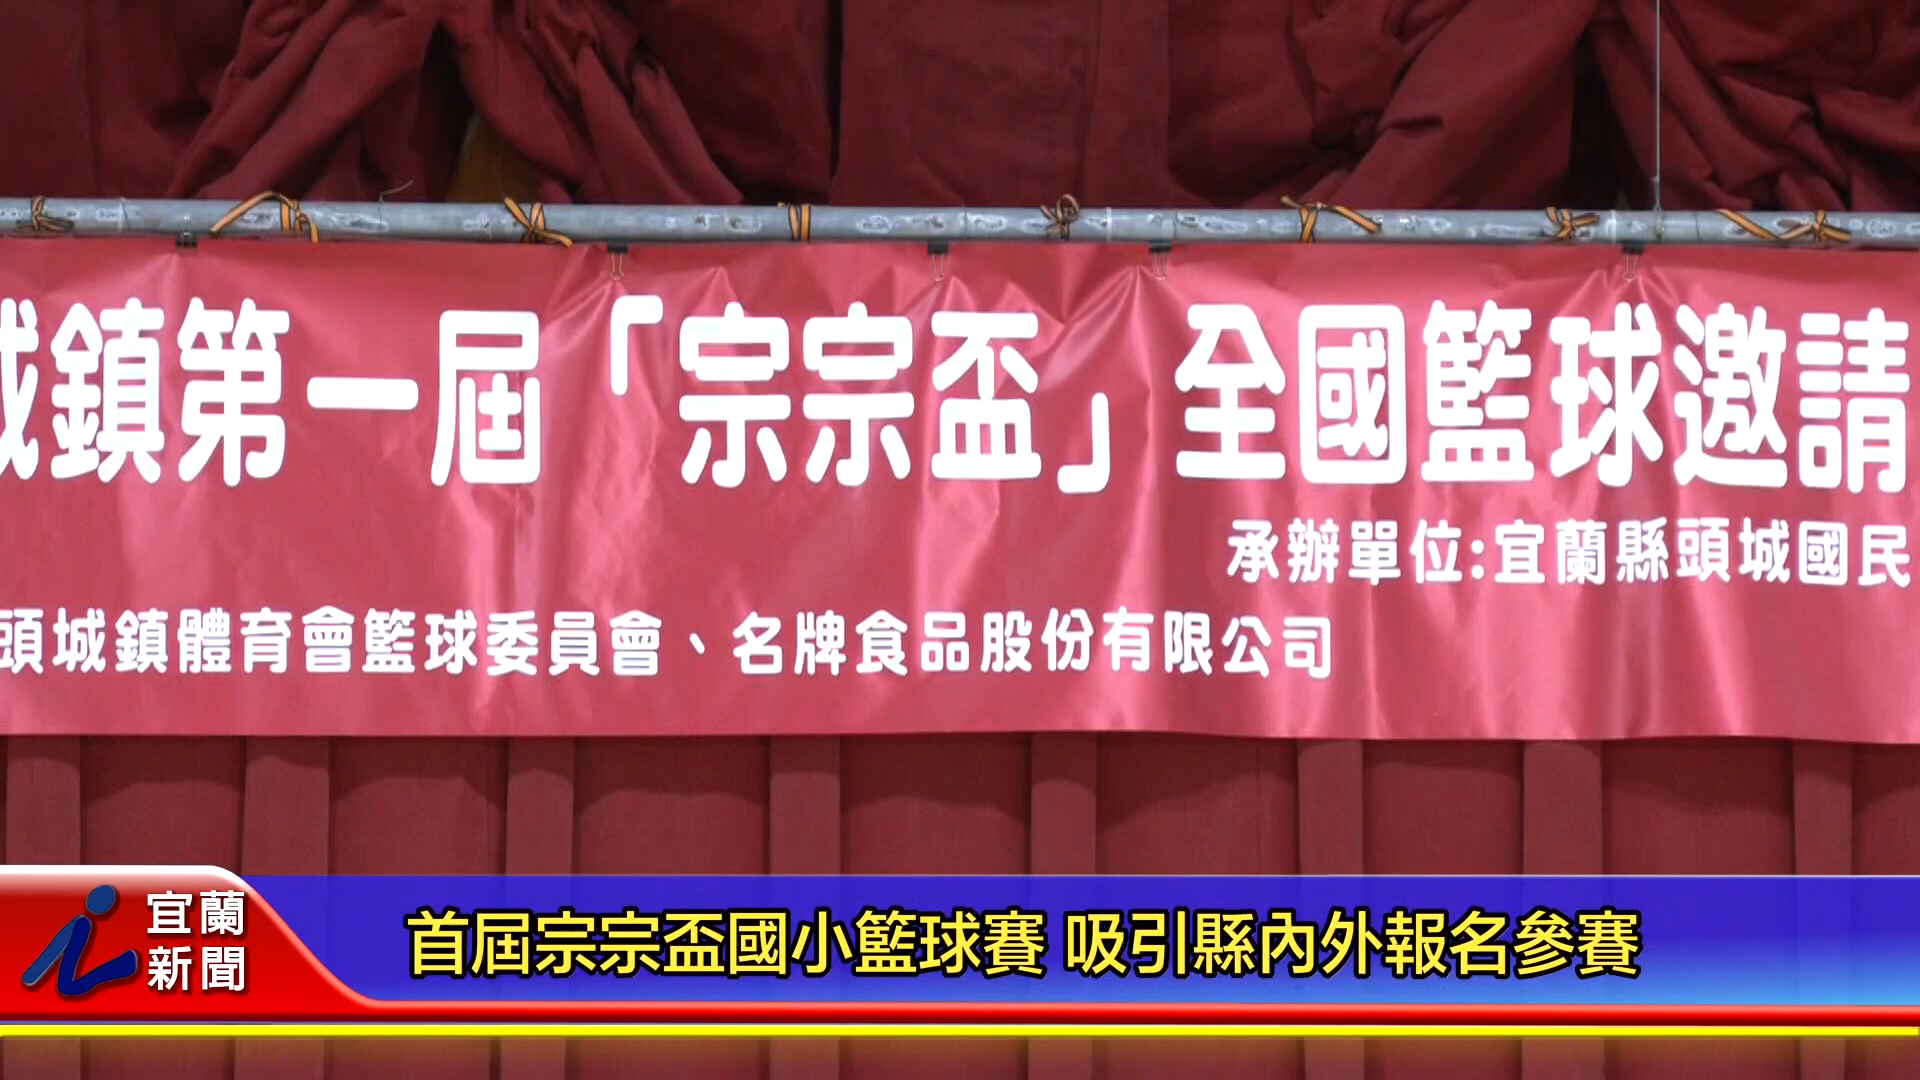 城鎮第一屆「宗宗盃」全國籃球邀請
承辦單位:宜蘭縣頭城國民
頭城鎮體育會籃球委員會、名牌食品股份有限公司
宜蘭
新聞
首屆宗宗盃國小籃球賽 吸引縣內外報名參賽